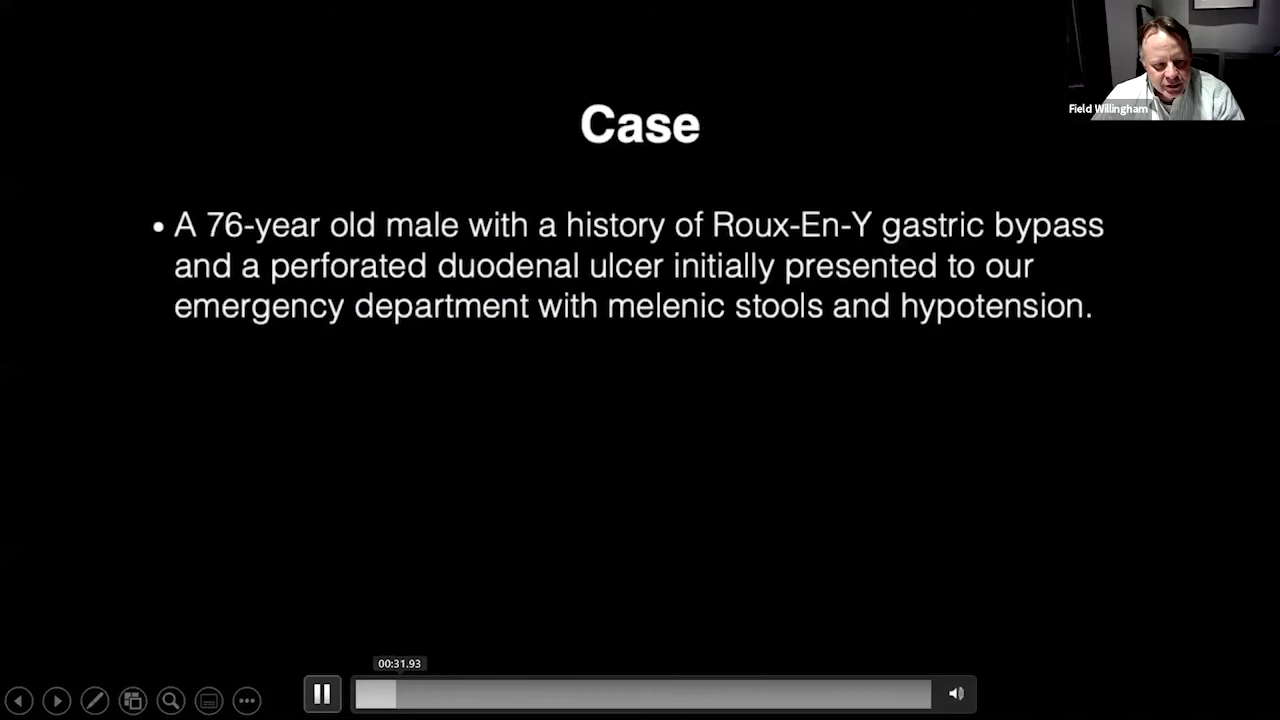 Field Willingham
Case
• A 76-year old male with a history of Roux-En-Y gastric bypass
and a perforated duodenal ulcer initially presented to our
emergency department with melenic stools and hypotension.
00:31.93